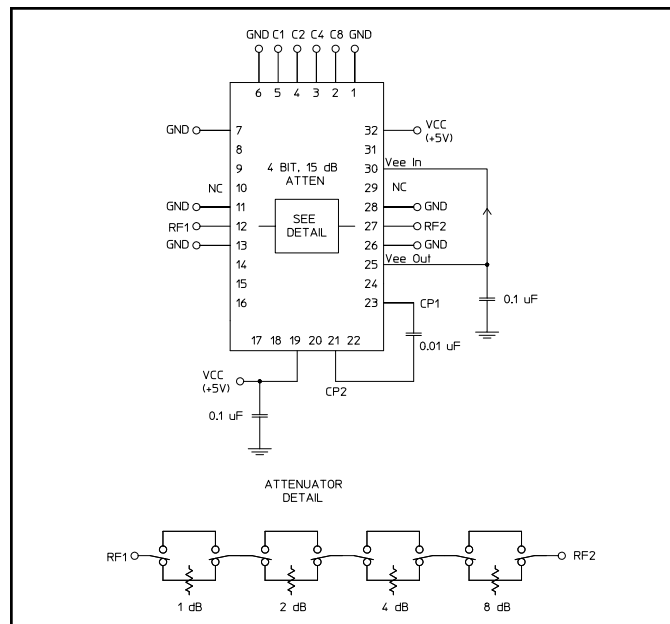 GND C1 C2 C4 C8 GND
6 5 4 3 2 1
GND 7 32 VCC
(+5V)
8 31
9 4 BIT, 15 dB 30 Vee In
ATTEN
NC 10 29 NC
GND 11 28 GND
RF1 12 SEE 27 RF2
DETAIL
GND 13 26 GND
14 25 Vee Out
15 24
16 23 CP1
0.1 uF
17 18 19 20 21 22
0.01 uF
VCC
(+5V)
CP2
0.1 uF
ATTENUATOR
DETAIL
RF1 RF2
1 dB 2 dB 4 dB 8 dB